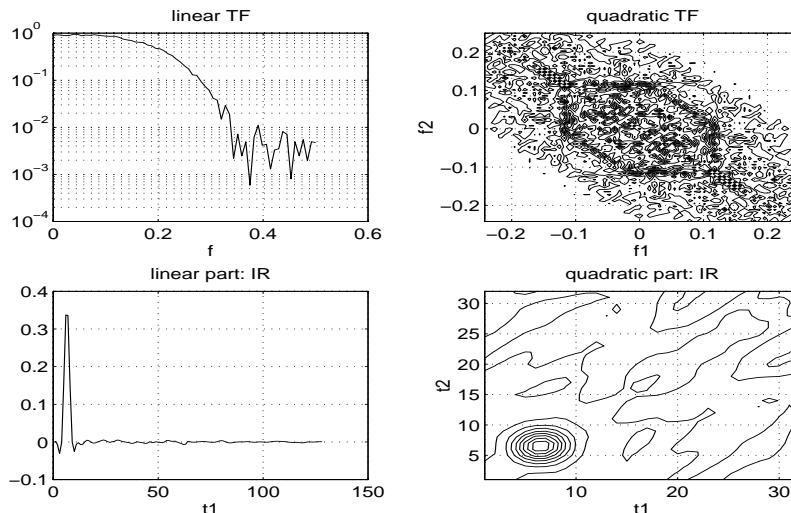 linear TF
10^0
10^−1
10^−2
10^−3
10^−4
0 0.2 0.4 0.6
f
quadratic TF
0.2
0.1
0
−0.1
−0.2
f2
−0.2 −0.1 0 0.1 0.2
f1
linear part: IR
0.4
0.3
0.2
0.1
0
−0.1
0 50 100 150
t1
quadratic part: IR
30
25
20
15
10
5
t2
10 20 30
t1